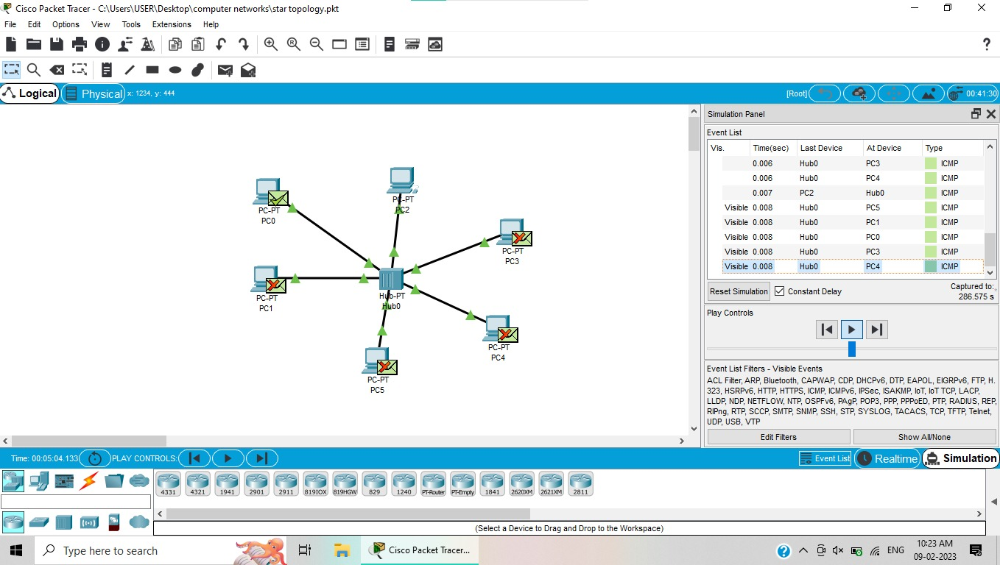 Cisco Packet Tracer - C:\Users\USER\Desktop\computer networks\star topology.pkt
File Edit Options View Tools Extensions Help
Logical Physical x: 1234, y: 444 [Root] 00:41:30
Simulation Panel
Event List
Vis. Time(sec) Last Device At Device Type
0.006 Hub0 PC3 ICMP
0.006 Hub0 PC4 ICMP
0.007 PC2 Hub0 ICMP
Visible 0.008 Hub0 PC5 ICMP
Visible 0.008 Hub0 PC1 ICMP
Visible 0.008 Hub0 PC0 ICMP
Visible 0.008 Hub0 PC3 ICMP
Visible 0.008 Hub0 PC4 ICMP
Reset Simulation Constant Delay Captured to:
286.575 s
Play Controls
Event List Filters - Visible Events
ACL Filter, ARP, Bluetooth, CAPWAP, CDP, DHCPv6, DTP, EAPOL, EIGRPv6, FTP, H.
323, HSRPv6, HTTP, HTTPS, ICMP, ICMPv6, IPSec, ISAKMP, IoT, IoT TCP, LACP,
LLDP, NDP, NETFLOW, NTP, OSPFv6, PAgP, POP3, PPP, PPPoED, PTP, RADIUS, REP,
RIPng, RTP, SCCP, SMTP, SNMP, SSH, STP, SYSLOG, TACACS, TCP, TFTP, Telnet,
UDP, USB, VTP
Edit Filters Show All/None
PC-PT
PC0
PC-PT
PC2
PC-PT
PC3
PC-PT
PC1
Hub-PT
Hub0
PC-PT
PC4
PC-PT
PC5
Time: 00:05:04.133 PLAY CONTROLS: Event List Realtime Simulation
4331 4321 1941 2901 2911 819IOX 819HGW 829 1240 PT-Router PT-Empty 1841 2620XM 2621XM 2811
(Select a Device to Drag and Drop to the Workspace)
Type here to search
Cisco Packet Tracer...
ENG
10:23 AM
09-02-2023